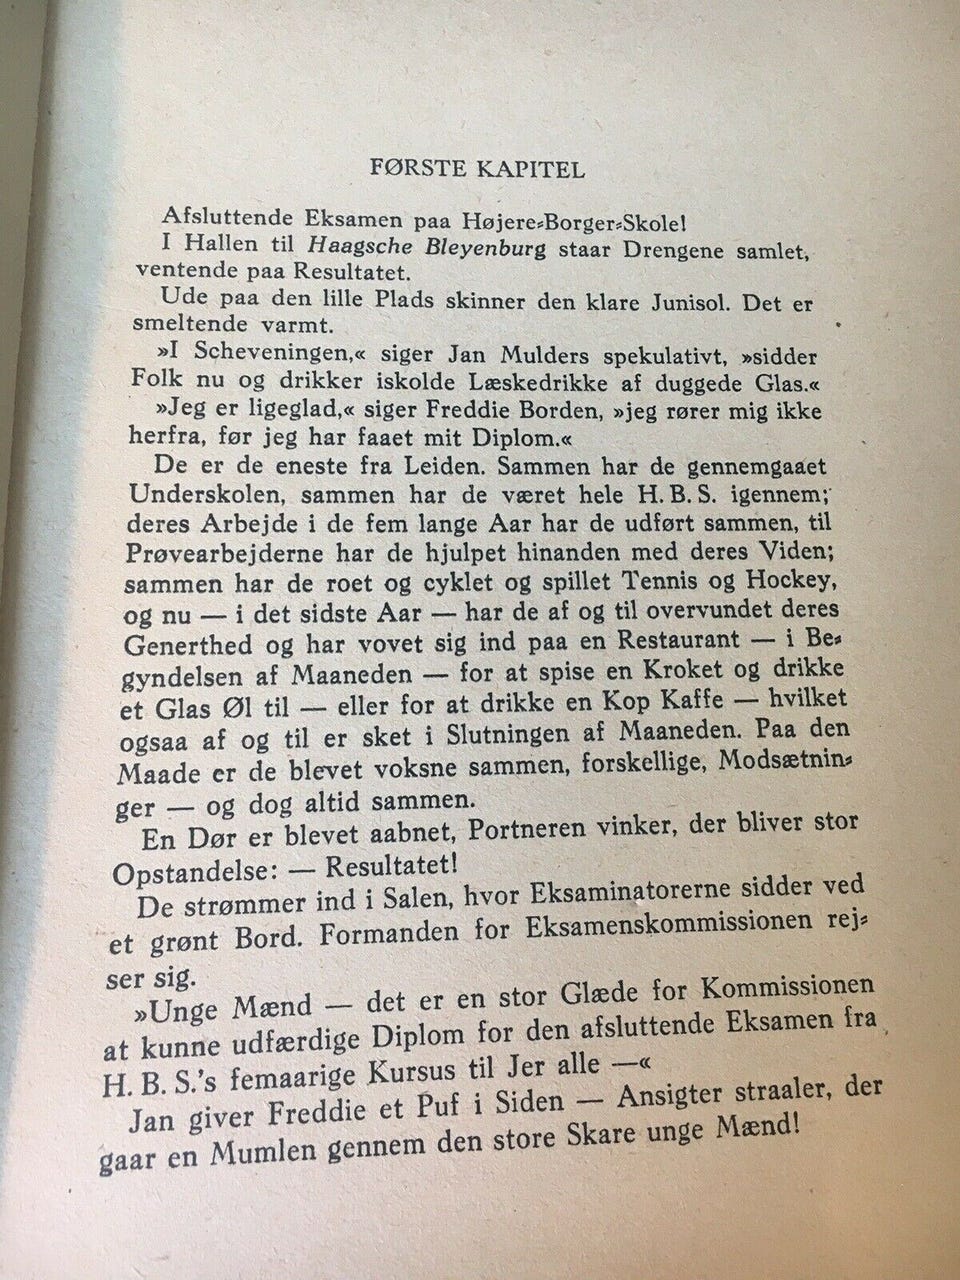 FØRSTE KAPITEL
Afsluttende Eksamen paa Højere-Borger-Skole!
I Hallen til Haagsche Bleyenburg staar Drengene samlet,
ventende paa Resultatet.
Ude paa den lille Plads skinner den klare Junisol. Det er
smeltende varmt.
»I Scheveningen,« siger Jan Mulders spekulativt, »sidder
Folk nu og drikker iskolde Læskedrikke af duggede Glas.«
»Jeg er ligeglad,« siger Freddie Borden, »jeg rører mig ikke
herfra, før jeg har faaet mit Diplom.«
De er de eneste fra Leiden. Sammen har de gennemgaaet
Underskolen, sammen har de været hele H. B. S. igennem;
deres Arbejde i de fem lange Aar har de udført sammen, til
Prøvearbejderne har de hjulpet hinanden med deres Viden;
sammen har de roet og cyklet og spillet Tennis og Hockey,
og nu — i det sidste Aar — har de af og til overvundet deres
Generthed og har vovet sig ind paa en Restaurant — i Be-
gyndelsen af Maaneden — for at spise en Kroket og drikke
et Glas Øl til — eller for at drikke en Kop Kaffe — hvilket
ogsaa af og til er sket i Slutningen af Maaneden. Paa den
Maade er de blevet voksne sammen, forskellige, Modsætnin-
ger — og dog altid sammen.
En Dør er blevet aabnet, Portneren vinker, der bliver stor
Opstandelse: — Resultatet!
De strømmer ind i Salen, hvor Eksaminatorerne sidder ved
et grønt Bord. Formanden for Eksamenskommissionen rej-
ser sig.
»Unge Mænd — det er en stor Glæde for Kommissionen
at kunne udfærdige Diplom for den afsluttende Eksamen fra
H. B. S.'s femaarige Kursus til Jer alle —«
Jan giver Freddie et Puf i Siden — Ansigter straaler, der
gaar en Mumlen gennem den store Skare unge Mænd!